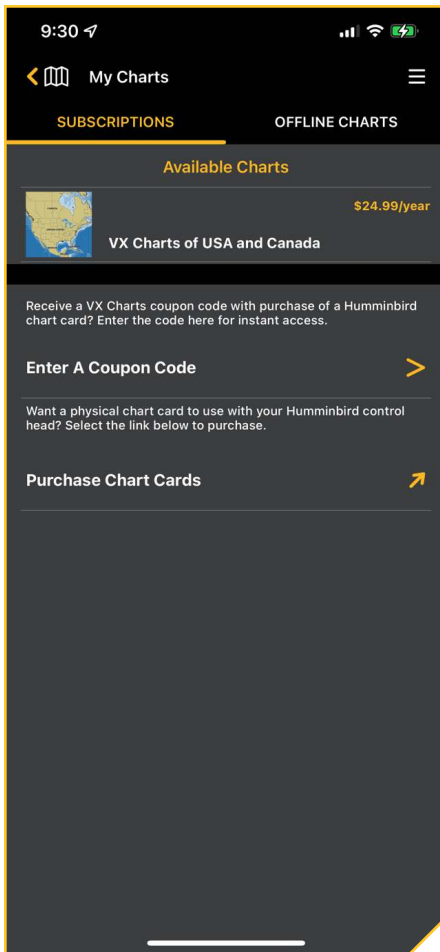 9:30
My Charts
SUBSCRIPTIONS
OFFLINE CHARTS
Available Charts
$24.99/year
VX Charts of USA and Canada
Receive a VX Charts coupon code with purchase of a Humminbird
chart card? Enter the code here for instant access.
Enter A Coupon Code
Want a physical chart card to use with your Humminbird control
head? Select the link below to purchase.
Purchase Chart Cards